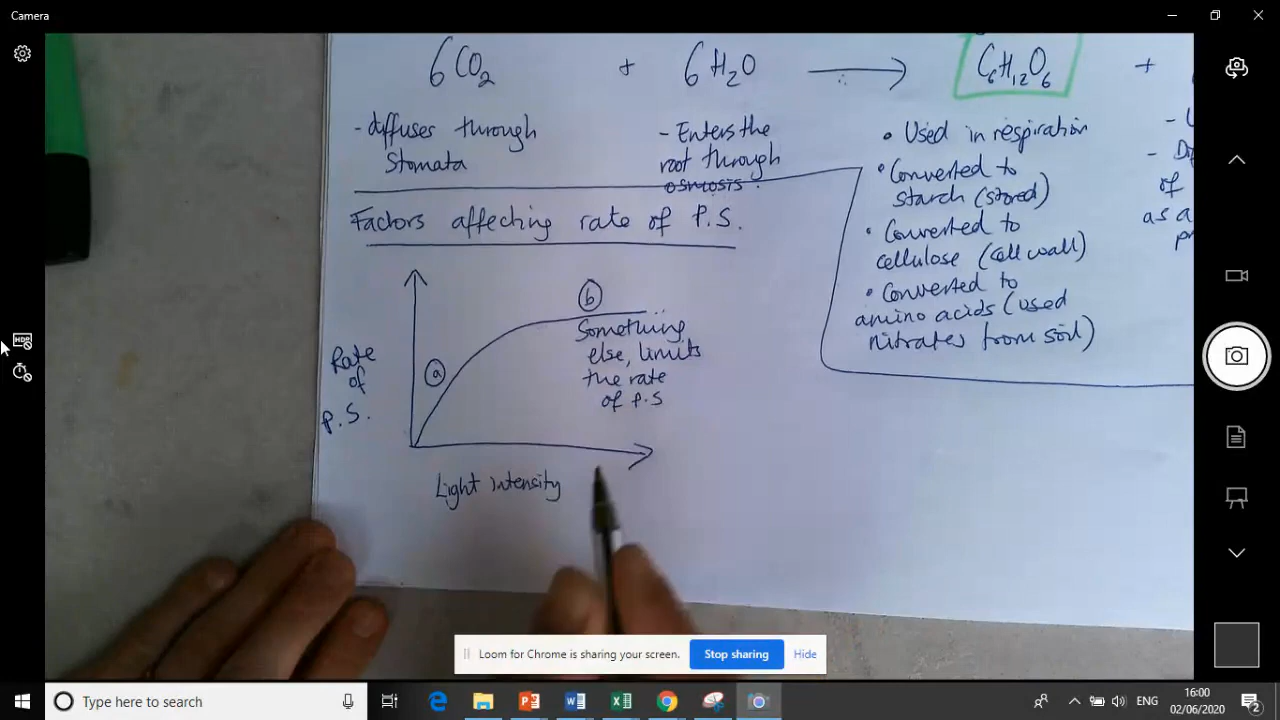 Camera
6CO2 + 6H2O → C6H12O6 +
- diffuses through
Stomata
- Enters the
root through
osmosis.
• Used in respiration
• Converted to
starch (stored)
• Converted to
cellulose (cell wall)
• Converted to
amino acids (used
nitrates from soil)
of
as a
Factors affecting rate of P.S.
Rate
of
P.S.
a
b
Something
else, limits
the rate
of P.S
Light intensity
Loom for Chrome is sharing your screen. Stop sharing Hide
Type here to search
ENG
16:00
02/06/2020
2